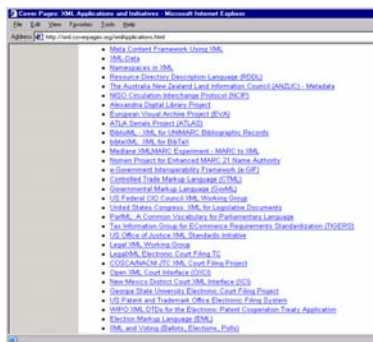 Cover Pages: XML Applications and Initiatives - Microsoft Internet Explorer
File Edit View Favorites Tools Help
Address http://xml.coverpages.org/xmlApplications.html
Meta Content Framework Using XML
XML-Data
Namespaces in XML
Resource Directory Description Language (RDDL)
The Australia New Zealand Land Information Council (ANZLIC) - Metadata
NISO Circulation Interchange Protocol (NCIP)
Alexandria Digital Library Project
European Visual Archive Project (EVA)
ATLA Serials Project (ATLAS)
BiblioML - XML for UNIMARC Bibliographic Records
bibteXML: XML for BibTeX
Medlane XMLMARC Experiment - MARC to XML
Nomen Project for Enhanced MARC 21 Name Authority
e-Government Interoperability Framework (e-GIF)
Controlled Trade Markup Language (CTML)
Governmental Markup Language (GovML)
US Federal CIO Council XML Working Group
United States Congress: XML for Legislative Documents
ParlML: A Common Vocabulary for Parliamentary Language
Tax Information Group for ECommerce Requirements Standardization (TIGERS)
US Office of Justice XML Standards Initiative
Legal XML Working Group
LegalXML Electronic Court Filing TC
COSCA/NACM JTC XML Court Filing Project
Open XML Court Interface (OXCI)
New Mexico District Court XML Interface (XCI)
Georgia State University Electronic Court Filing Project
US Patent and Trademark Office Electronic Filing System
WIPO XML DTDs for the Electronic Patent Cooperation Treaty Application
Election Markup Language (EML)
XML and Voting (Ballots, Elections, Polls)